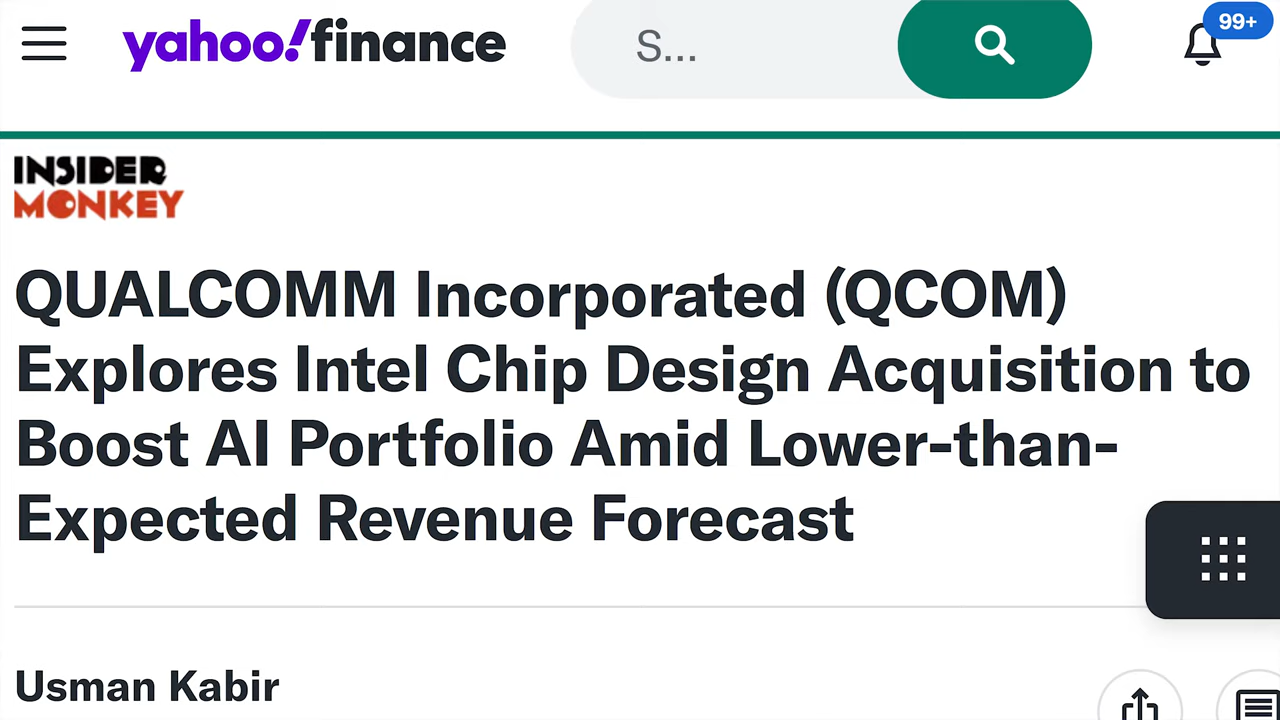 yahoo!finance
S...
99+
INSIDER
MONKEY
QUALCOMM Incorporated (QCOM)
Explores Intel Chip Design Acquisition to
Boost AI Portfolio Amid Lower-than-
Expected Revenue Forecast
Usman Kabir